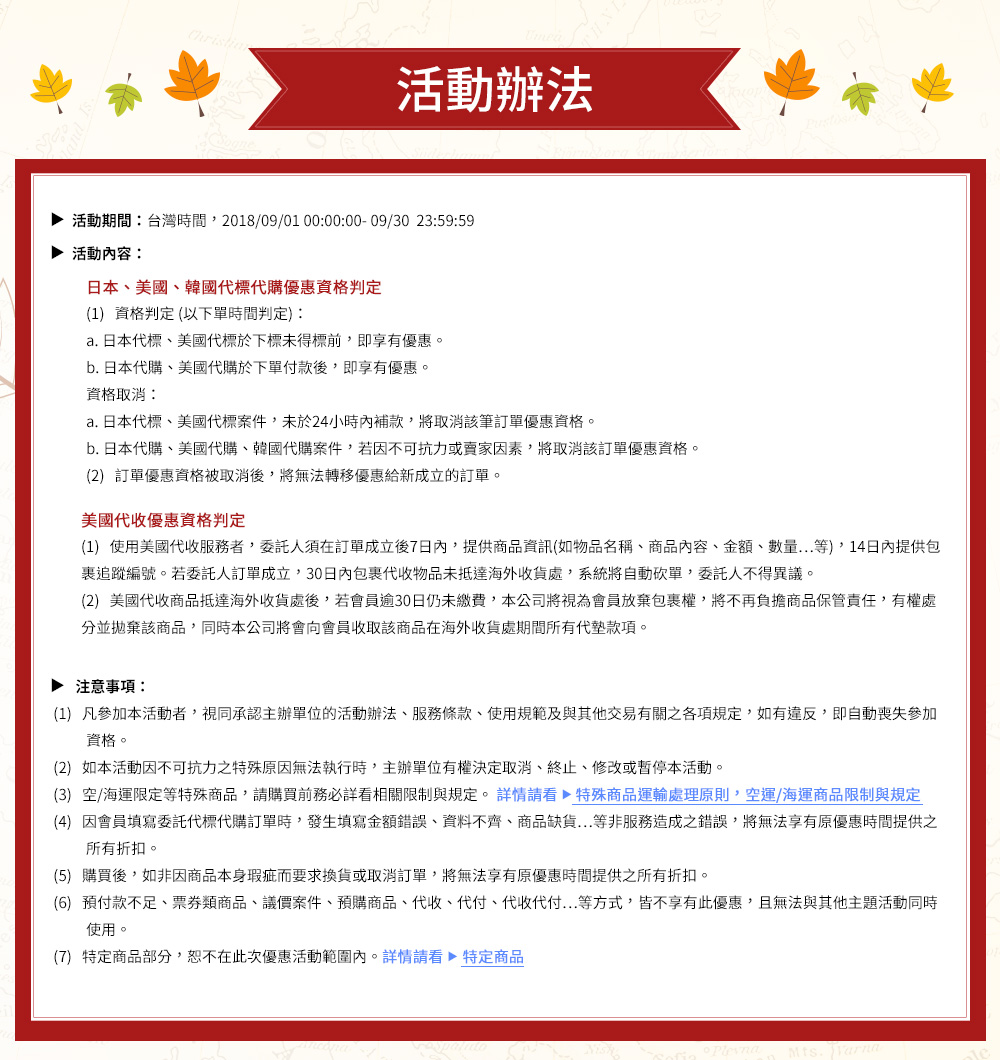 活動辦法
▶ 活動期間：台灣時間，2018/09/01 00:00:00- 09/30 23:59:59
▶ 活動內容：
日本、美國、韓國代標代購優惠資格判定
(1) 資格判定 (以下單時間判定)：
a. 日本代標、美國代標於下標未得標前，即享有優惠。
b. 日本代購、美國代購於下單付款後，即享有優惠。
資格取消：
a. 日本代標、美國代標案件，未於24小時內補款，將取消該筆訂單優惠資格。
b. 日本代購、美國代購、韓國代購案件，若因不可抗力或賣家因素，將取消該訂單優惠資格。
(2) 訂單優惠資格被取消後，將無法轉移優惠給新成立的訂單。
美國代收優惠資格判定
(1) 使用美國代收服務者，委託人須在訂單成立後7日內，提供商品資訊(如物品名稱、商品內容、金額、數量…等)，14日內提供包
裹追蹤編號。若委託人訂單成立，30日內包裹代收物品未抵達海外收貨處，系統將自動砍單，委託人不得異議。
(2) 美國代收商品抵達海外收貨處後，若會員逾30日仍未繳費，本公司將視為會員放棄包裹權，將不再負擔商品保管責任，有權處
分並拋棄該商品，同時本公司將會向會員收取該商品在海外收貨處期間所有代墊款項。
▶ 注意事項：
(1) 凡參加本活動者，視同承認主辦單位的活動辦法、服務條款、使用規範及與其他交易有關之各項規定，如有違反，即自動喪失參加
資格。
(2) 如本活動因不可抗力之特殊原因無法執行時，主辦單位有權決定取消、終止、修改或暫停本活動。
(3) 空/海運限定等特殊商品，請購買前務必詳看相關限制與規定。 詳情請看 ▶ 特殊商品運輸處理原則，空運/海運商品限制與規定
(4) 因會員填寫委託代標代購訂單時，發生填寫金額錯誤、資料不齊、商品缺貨…等非服務造成之錯誤，將無法享有原優惠時間提供之
所有折扣。
(5) 購買後，如非因商品本身瑕疵而要求換貨或取消訂單，將無法享有原優惠時間提供之所有折扣。
(6) 預付款不足、票券類商品、議價案件、預購商品、代收、代付、代收代付…等方式，皆不享有此優惠，且無法與其他主題活動同時
使用。
(7) 特定商品部分，恕不在此次優惠活動範圍內。詳情請看 ▶ 特定商品